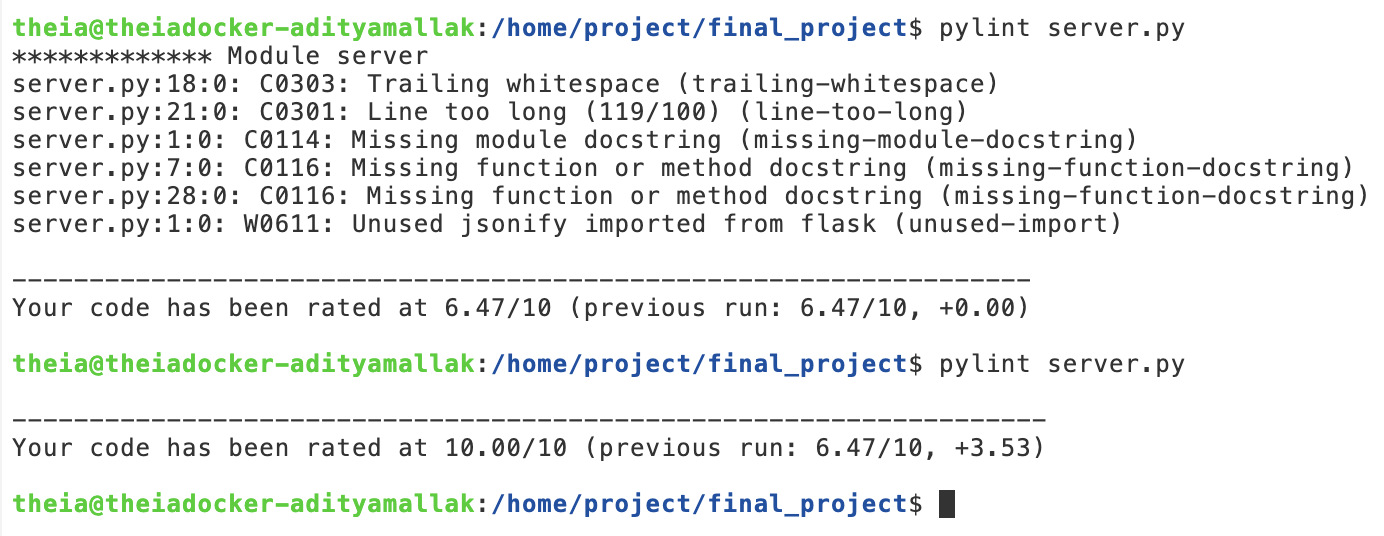 theia@theiadocker-adityamallak:/home/project/final_project$ pylint server.py
************* Module server
server.py:18:0: C0303: Trailing whitespace (trailing-whitespace)
server.py:21:0: C0301: Line too long (119/100) (line-too-long)
server.py:1:0: C0114: Missing module docstring (missing-module-docstring)
server.py:7:0: C0116: Missing function or method docstring (missing-function-docstring)
server.py:28:0: C0116: Missing function or method docstring (missing-function-docstring)
server.py:1:0: W0611: Unused jsonify imported from flask (unused-import)
------------------------------------------------------------------
Your code has been rated at 6.47/10 (previous run: 6.47/10, +0.00)
theia@theiadocker-adityamallak:/home/project/final_project$ pylint server.py
-------------------------------------------------------------------
Your code has been rated at 10.00/10 (previous run: 6.47/10, +3.53)
theia@theiadocker-adityamallak:/home/project/final_project$